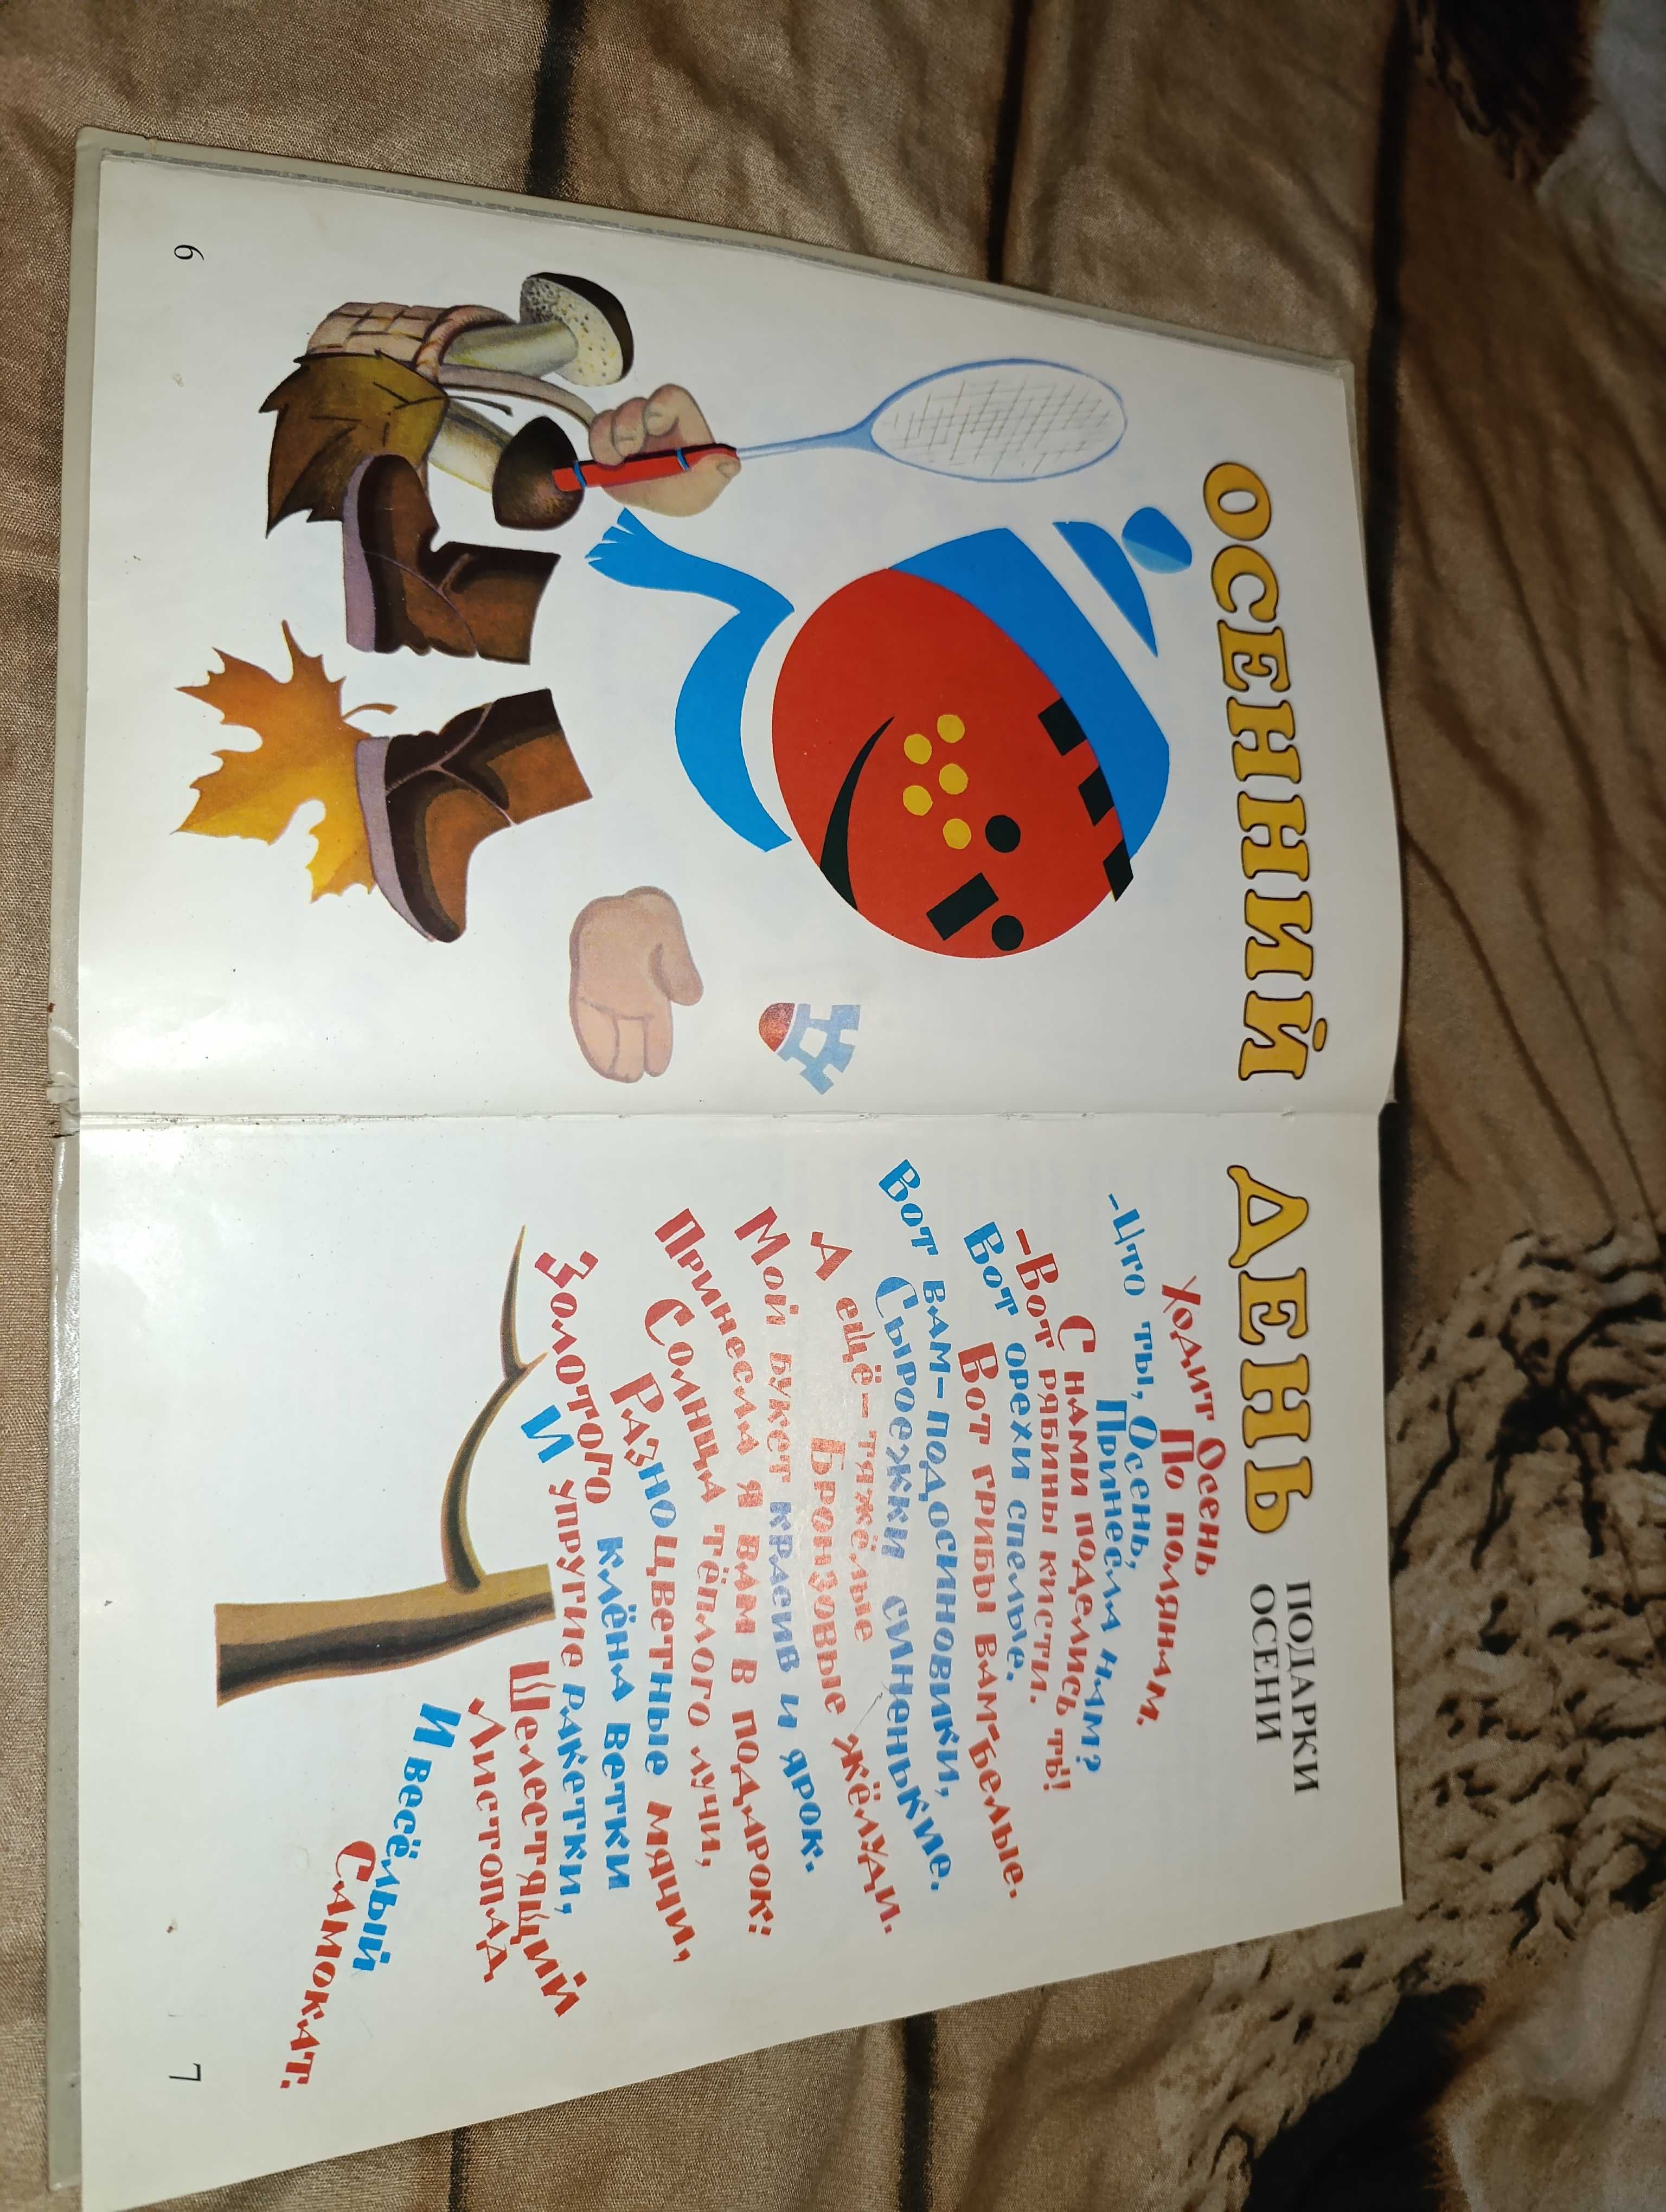 ОСЕННИЙ ДЕНЬ
ПОДАРКИ
ОСЕНИ
Ходит Осень
По полянам.
-Что ты, Осень,
Принесла нам?
С нами поделись ты!
-Вот рябины кисти.
Вот орехи спелые.
Вот грибы вам-белые.
Вот вам-подосиновики,
Сыроежки синенькие.
А ещё-тяжёлые
Бронзовые жёлуди.
Мой букет красив и ярок.
Принесла я вам в подарок:
Солнца тёплого лучи,
Разноцветные мячи,
Золотого клёна ветки
И упругие ракетки,
Шелестящий
Листопад
И весёлый
Самокат.
6
7